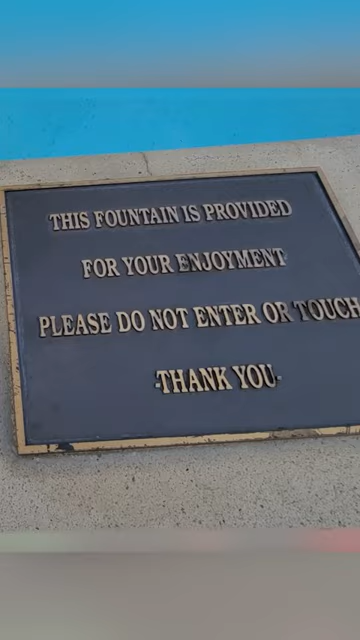 THIS FOUNTAIN IS PROVIDED
FOR YOUR ENJOYMENT
PLEASE DO NOT ENTER OR TOUCH
-THANK YOU-